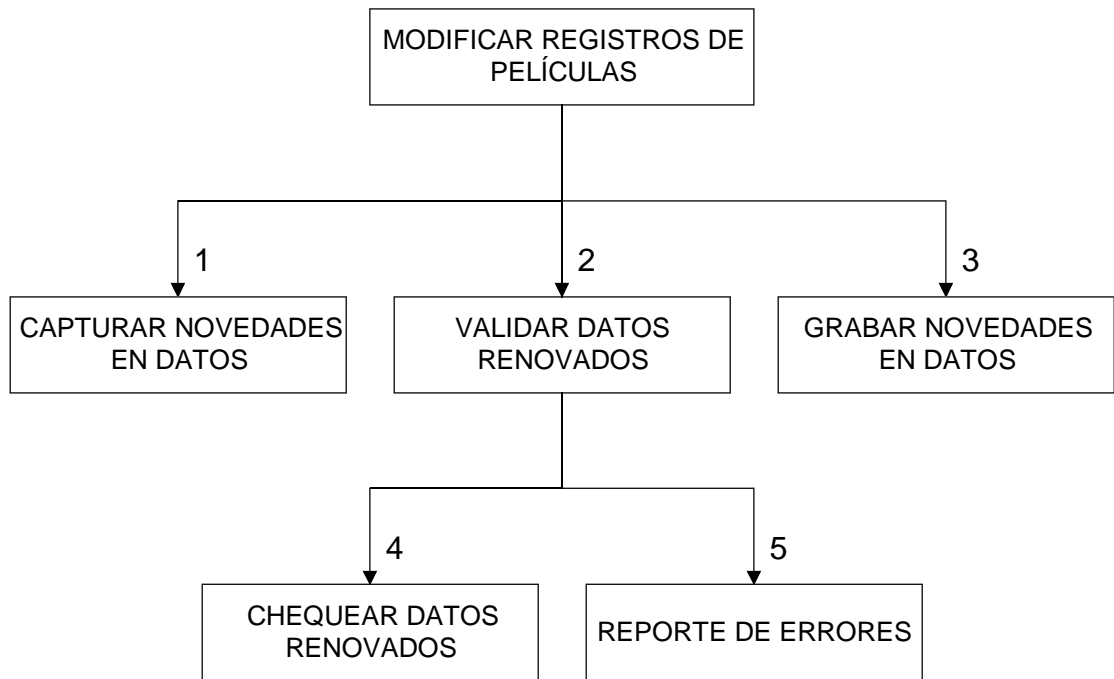 MODIFICAR REGISTROS DE
PELÍCULAS
1
2
3
CAPTURAR NOVEDADES
EN DATOS
VALIDAR DATOS
RENOVADOS
GRABAR NOVEDADES
EN DATOS
4
5
CHEQUEAR DATOS
RENOVADOS
REPORTE DE ERRORES